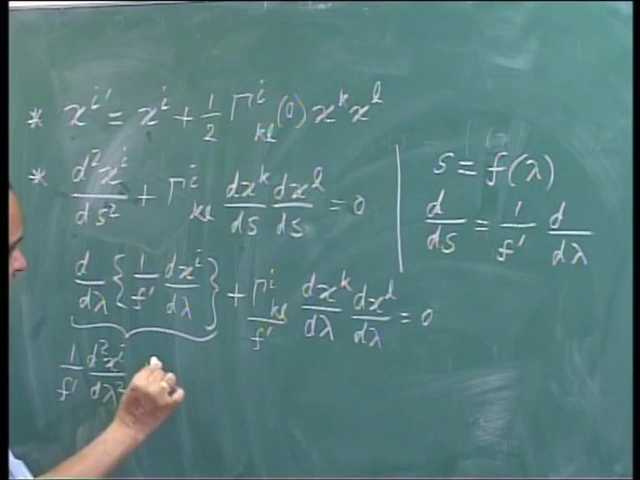 * x^{i'} = x^i + 1/2 Γ^i_{kl}(0) x^k x^l
* d²x^i/ds² + Γ^i_{kl} dx^k/ds dx^l/ds = 0
d/dλ { 1/f' dx^i/dλ } + Γ^i_{kl}/f' dx^k/dλ dx^l/dλ = 0
1/f' d²x^i/dλ²
s = f(λ)
d/ds = 1/f' d/dλ